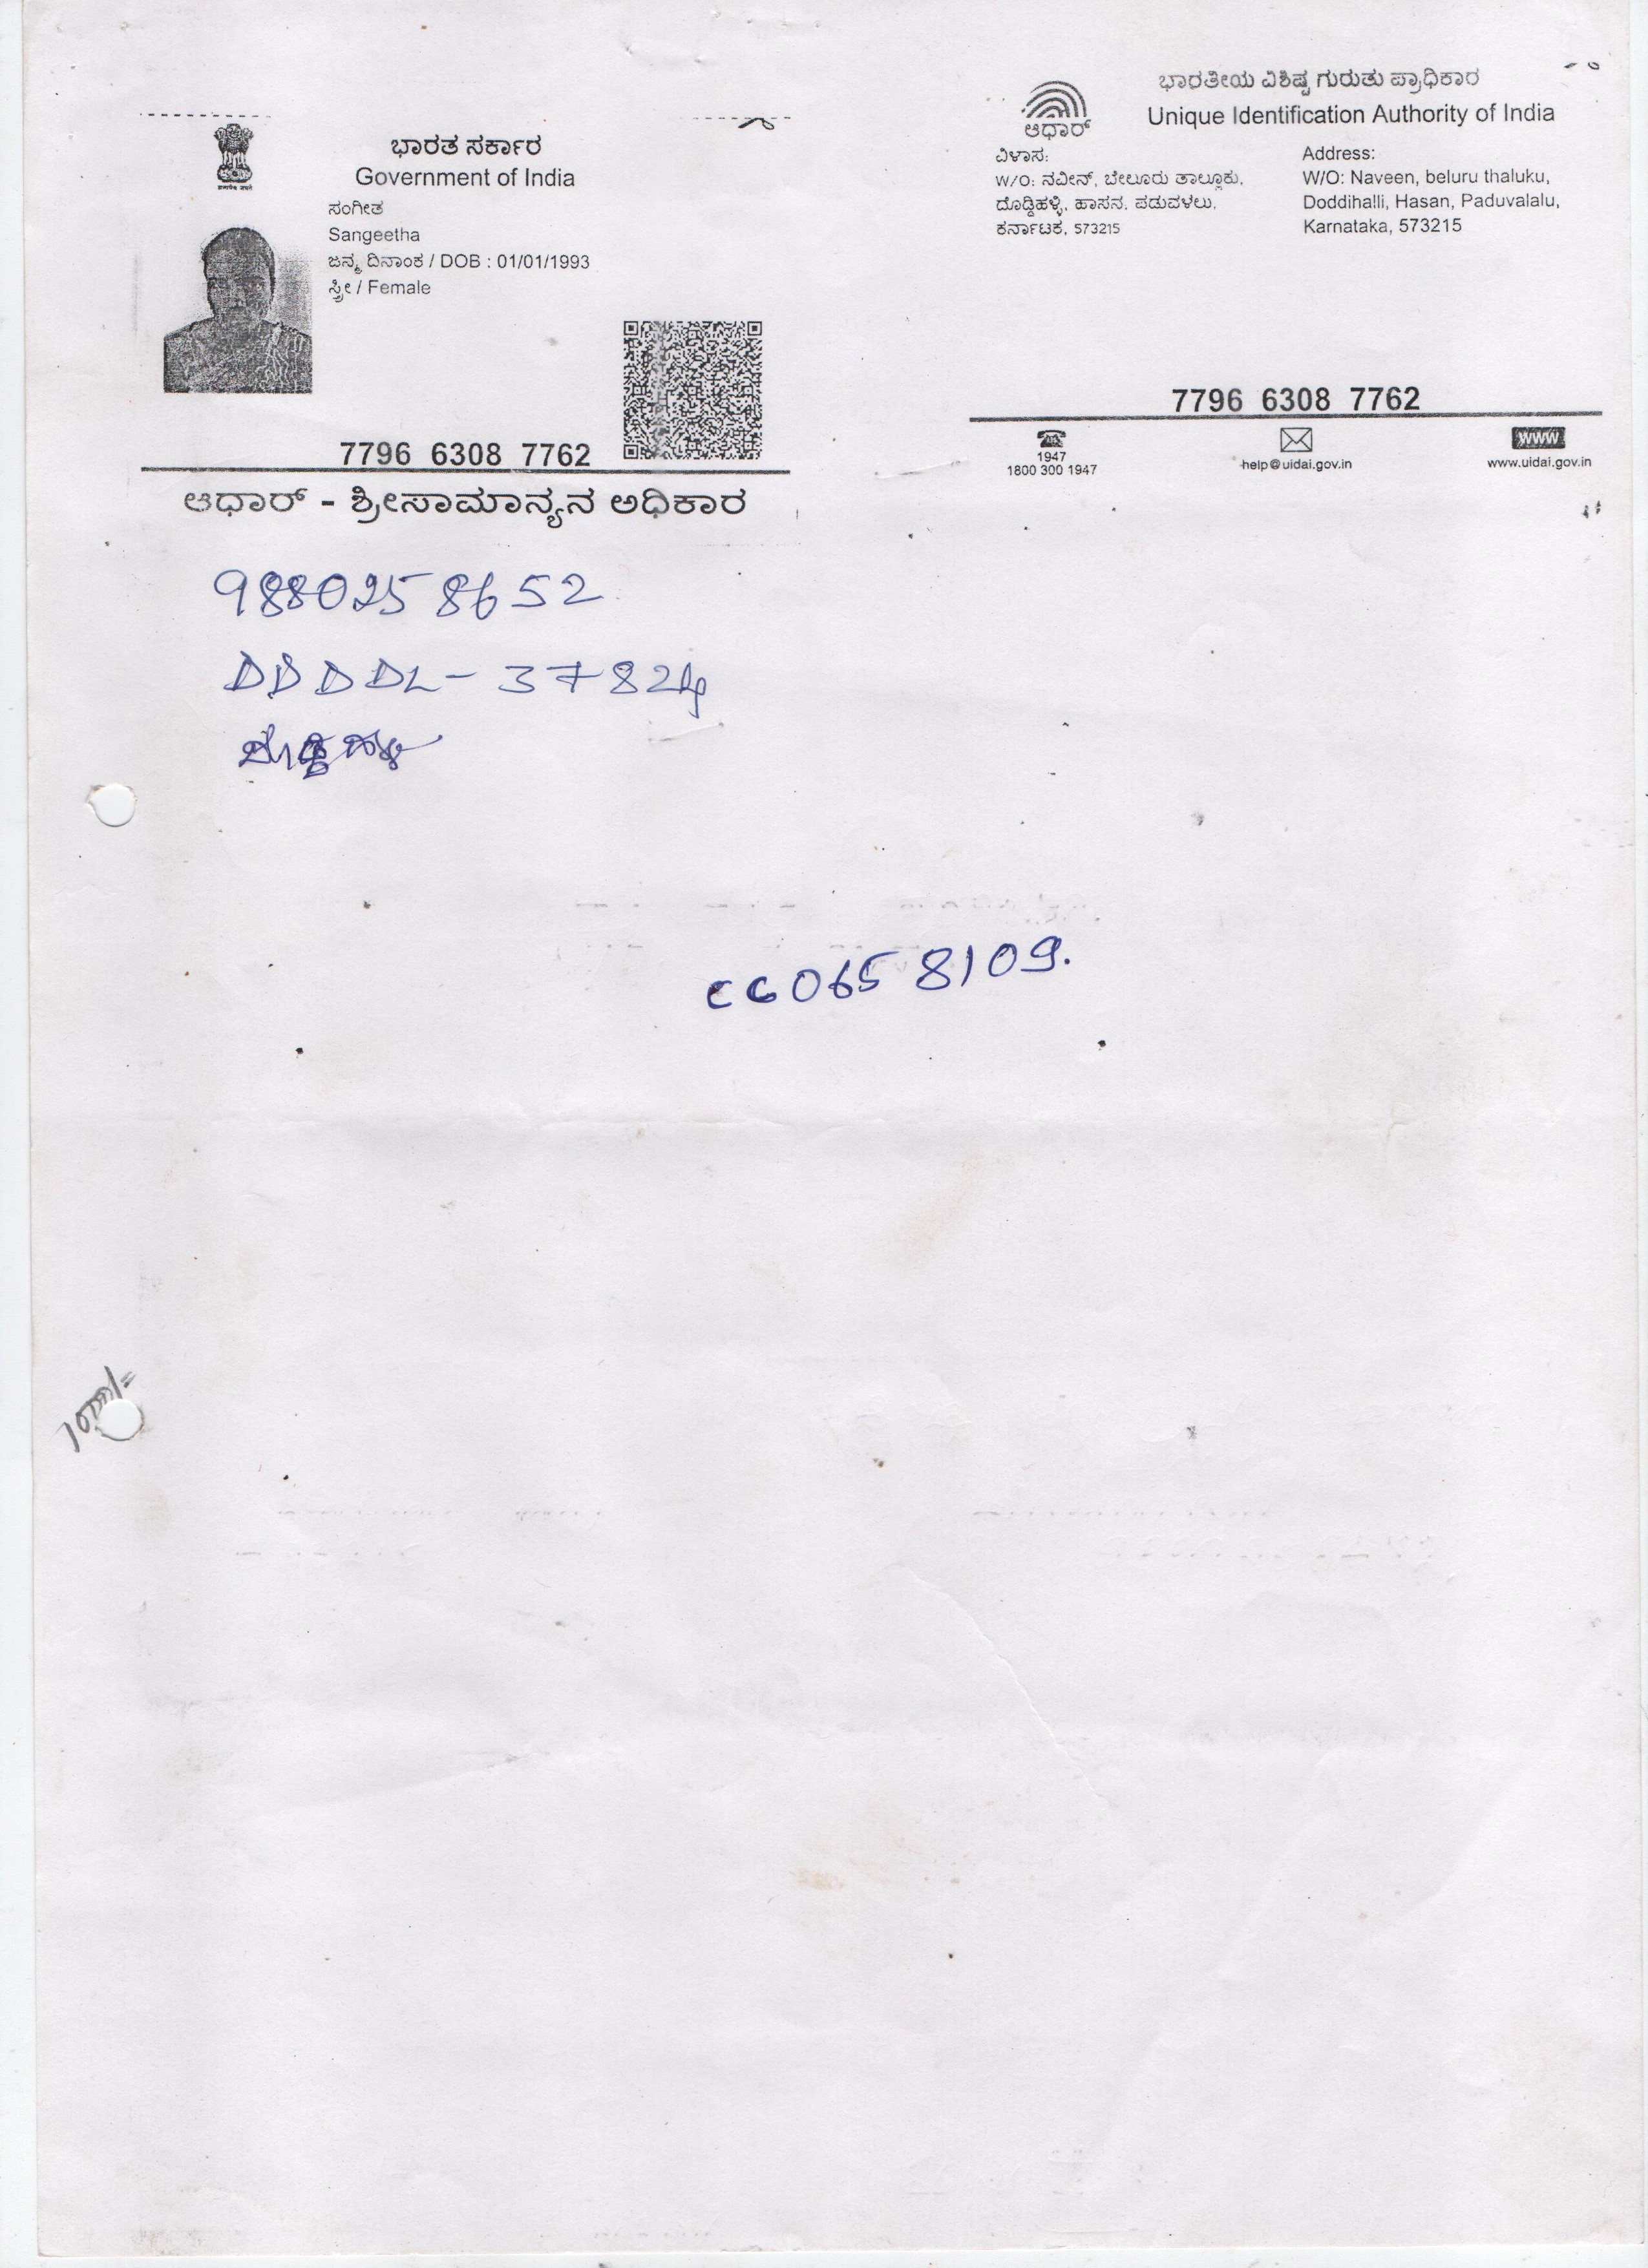 ಭಾರತ ಸರ್ಕಾರ
Government of India
ಸಂಗೀತ
Sangeetha
ಜನ್ಮ ದಿನಾಂಕ / DOB : 01/01/1993
ಸ್ತ್ರೀ / Female
7796 6308 7762
ಆಧಾರ್ - ಶ್ರೀಸಾಮಾನ್ಯನ ಅಧಿಕಾರ
ಭಾರತೀಯ ವಿಶಿಷ್ಟ ಗುರುತು ಪ್ರಾಧಿಕಾರ
Unique Identification Authority of India
ಆಧಾರ್
ವಿಳಾಸ:
W/O: ನವೀನ್, ಬೇಲೂರು ತಾಲ್ಲೂಕು,
ದೊಡ್ಡಿಹಳ್ಳಿ, ಹಾಸನ, ಪಡುವಳಲು,
ಕರ್ನಾಟಕ, 573215
Address:
W/O: Naveen, beluru thaluku,
Doddihalli, Hasan, Paduvalalu,
Karnataka, 573215
7796 6308 7762
1947
1800 300 1947
help@uidai.gov.in
www
www.uidai.gov.in
9880258652
DDDDL - 37824
CC0658109.